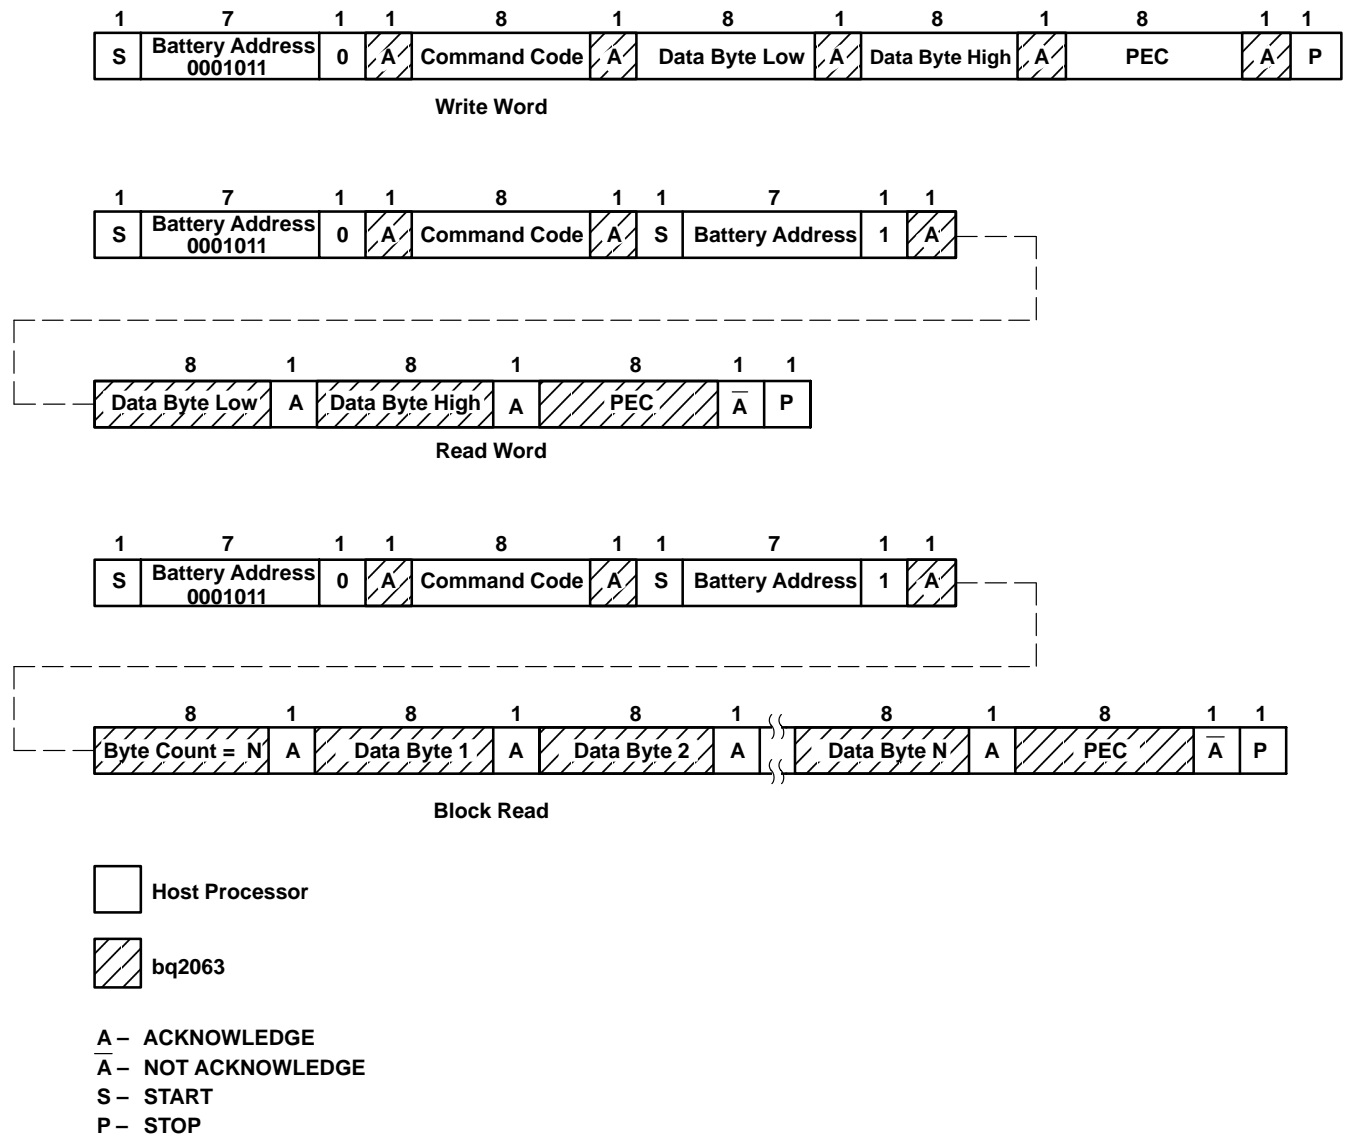 1 7 1 1 8 1 8 1 8 1 8 1 1
S Battery Address 0 A Command Code A Data Byte Low A Data Byte High A PEC A P
0001011
Write Word
1 7 1 1 8 1 1 7 1 1
S Battery Address 0 A Command Code A S Battery Address 1 A
0001011
8 1 8 1 8 1 1
Data Byte Low A Data Byte High A PEC A̅ P
Read Word
1 7 1 1 8 1 1 7 1 1
S Battery Address 0 A Command Code A S Battery Address 1 A
0001011
8 1 8 1 8 1 8 1 8 1 1
Byte Count = N A Data Byte 1 A Data Byte 2 A Data Byte N A PEC A̅ P
Block Read
Host Processor
bq2063
A – ACKNOWLEDGE
A̅ – NOT ACKNOWLEDGE
S – START
P – STOP